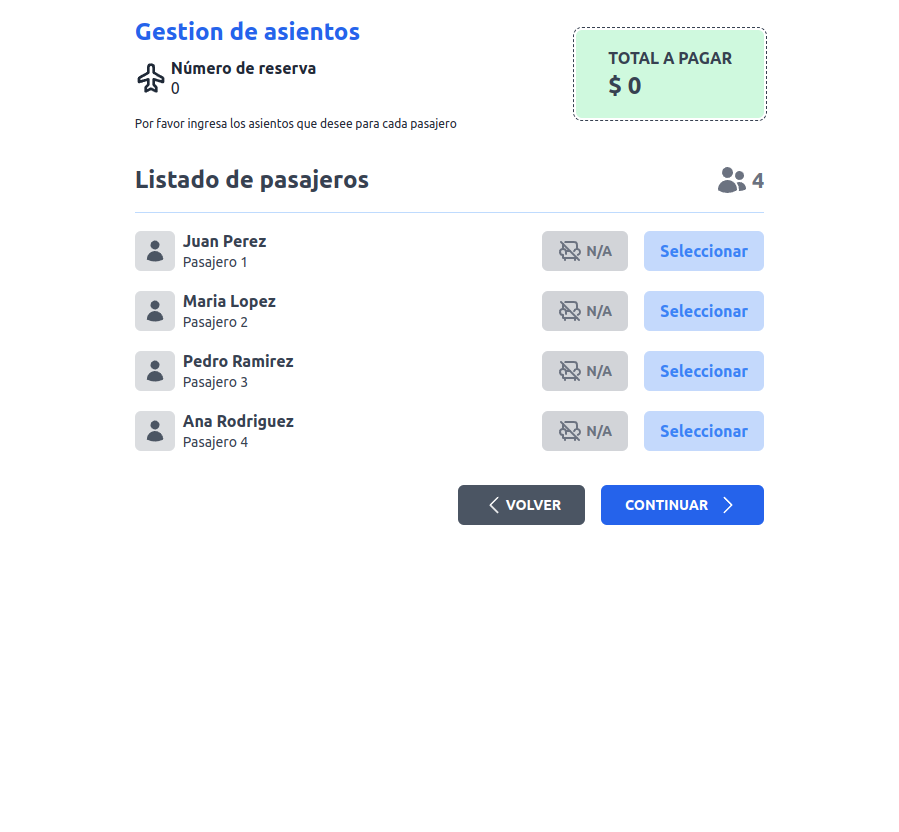 Gestion de asientos
Número de reserva
0
TOTAL A PAGAR
$ 0
Por favor ingresa los asientos que desee para cada pasajero
Listado de pasajeros
4
Juan Perez
Pasajero 1
N/A
Seleccionar
Maria Lopez
Pasajero 2
N/A
Seleccionar
Pedro Ramirez
Pasajero 3
N/A
Seleccionar
Ana Rodriguez
Pasajero 4
N/A
Seleccionar
VOLVER
CONTINUAR